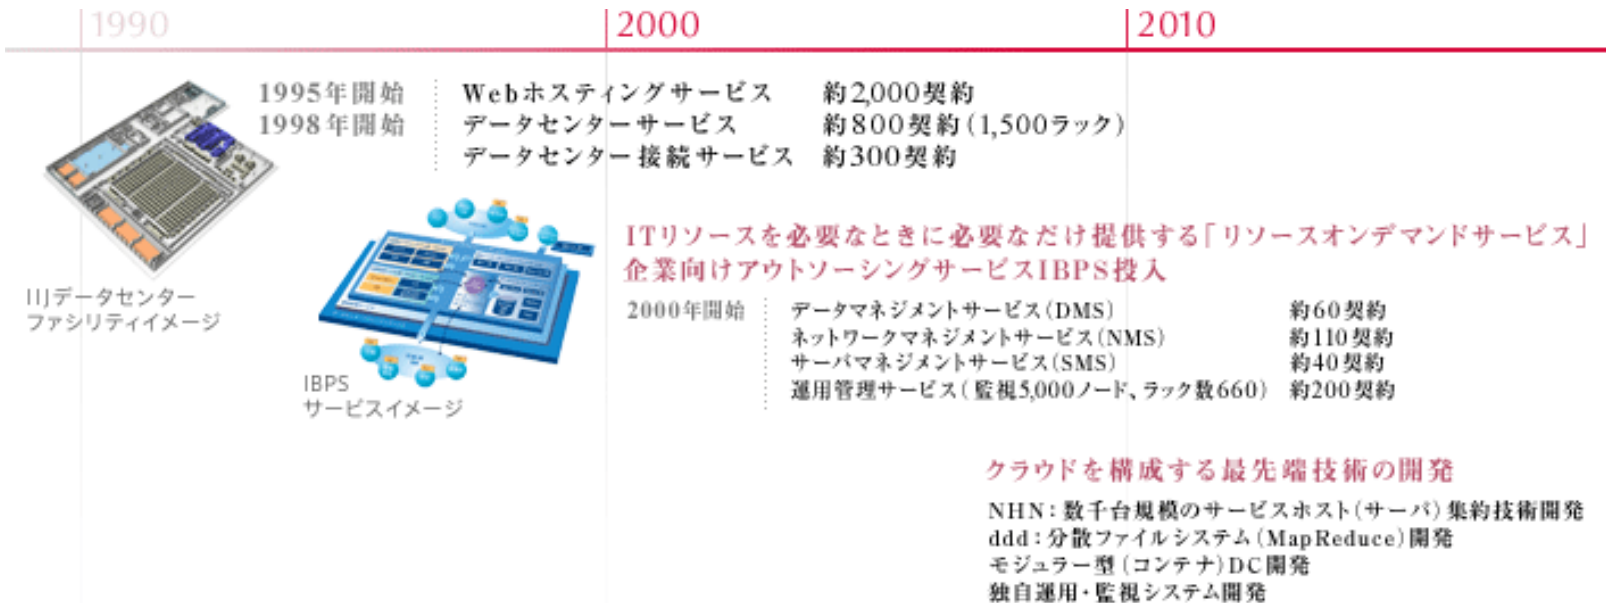 1990
2000
2010
1995年開始 Webホスティングサービス 約2,000契約
1998年開始 データセンターサービス 約800契約(1,500ラック)
データセンター接続サービス 約300契約
IIJデータセンター
ファシリティイメージ
IBPS
サービスイメージ
ITリソースを必要なときに必要なだけ提供する「リソースオンデマンドサービス」
企業向けアウトソーシングサービスIBPS投入
2000年開始 データマネジメントサービス(DMS) 約60契約
ネットワークマネジメントサービス(NMS) 約110契約
サーバマネジメントサービス(SMS) 約40契約
運用管理サービス(監視5,000ノード、ラック数660) 約200契約
クラウドを構成する最先端技術の開発
NHN:数千台規模のサービスホスト(サーバ)集約技術開発
ddd:分散ファイルシステム(MapReduce)開発
モジュラー型(コンテナ)DC開発
独自運用・監視システム開発